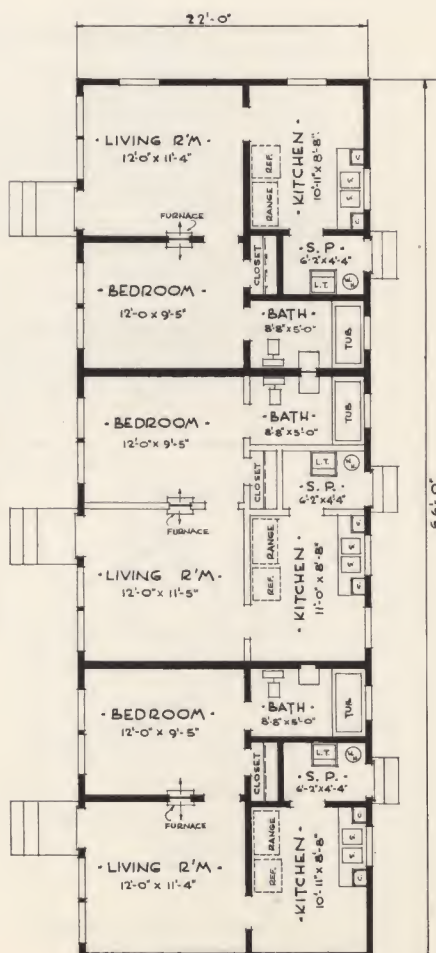 22'-0"
· LIVING R'M ·
12'-0" X 11'-4"
REF.
RANGE
· KITCHEN ·
10'-11" X 8'-8"
C.
S.
S.
C.
FURNACE
CLOSET
· S. P. ·
6'-2" X 4'-4"
L.T.
· BEDROOM ·
12'-0 X 9'-5"
· BATH ·
8'-8" X 5'-0"
TUB
· BEDROOM ·
12'-0" X 9'-5"
· BATH ·
8'-8" X 5'-0"
TUB
CLOSET
L.T.
· S. P. ·
6'-2" X 4'4"
FURNACE
66'-0"
· LIVING R'M ·
12'-0" X 11'-5"
RANGE
REF.
· KITCHEN ·
11'-0" X 8'-8"
C.
S.
S.
C.
· BEDROOM ·
12'-0" X 9'-5"
· BATH ·
8'-8" X 5'-0"
TUB
CLOSET
L.T.
· S. P. ·
6'-2" X 4'-4"
FURNACE
· LIVING R'M ·
12'-0" X 11'-4"
RANGE
REF.
· KITCHEN ·
10'-11" X 8'-8"
C.
S.
S.
C.